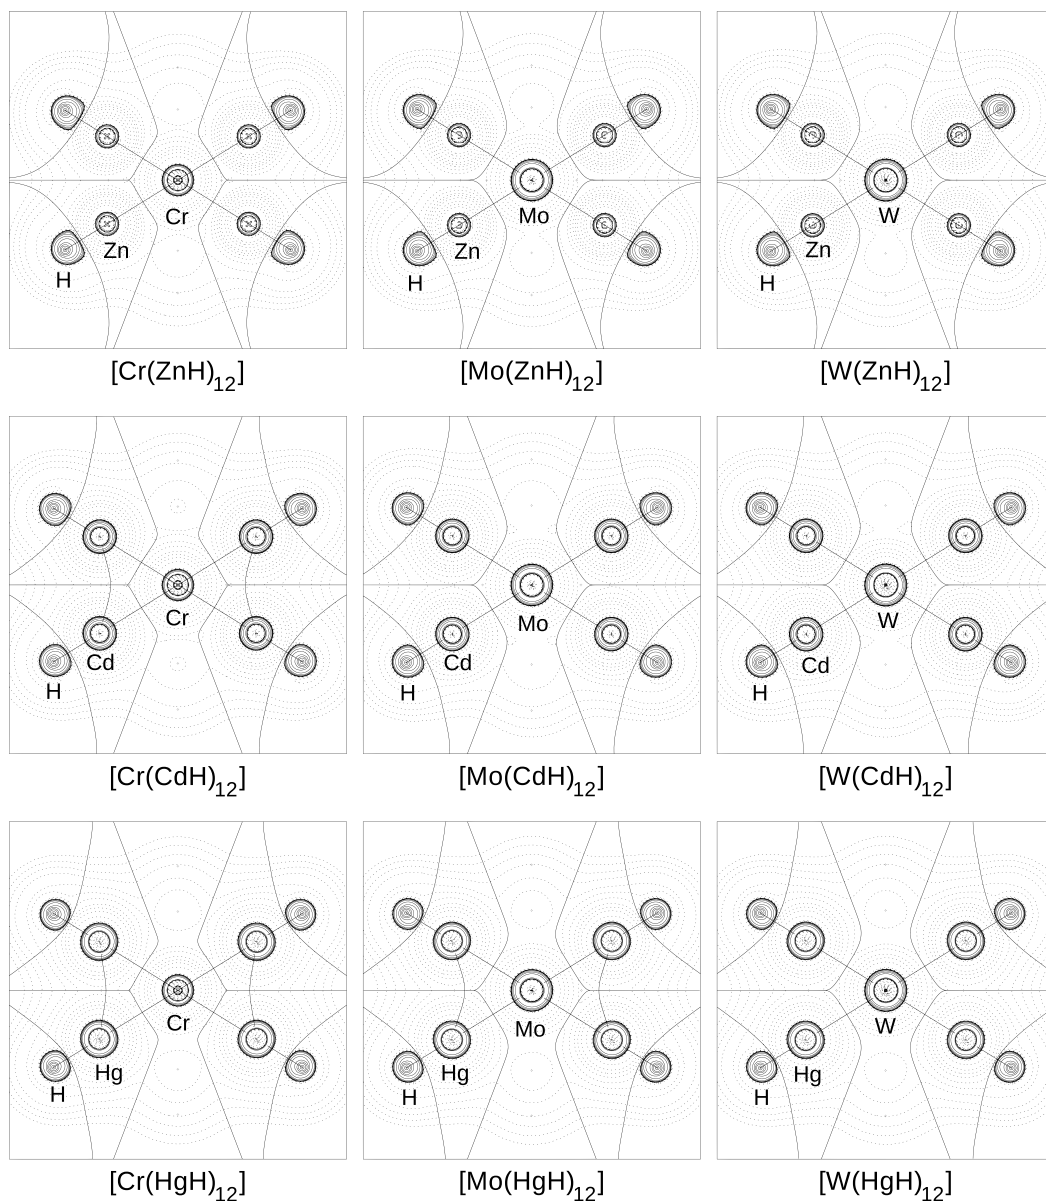 Cr Mo W
Zn Zn Zn
H H H
[Cr(ZnH)12] [Mo(ZnH)12] [W(ZnH)12]
Cr Mo W
Cd Cd Cd
H H H
[Cr(CdH)12] [Mo(CdH)12] [W(CdH)12]
Cr Mo W
Hg Hg Hg
H H H
[Cr(HgH)12] [Mo(HgH)12] [W(HgH)12]